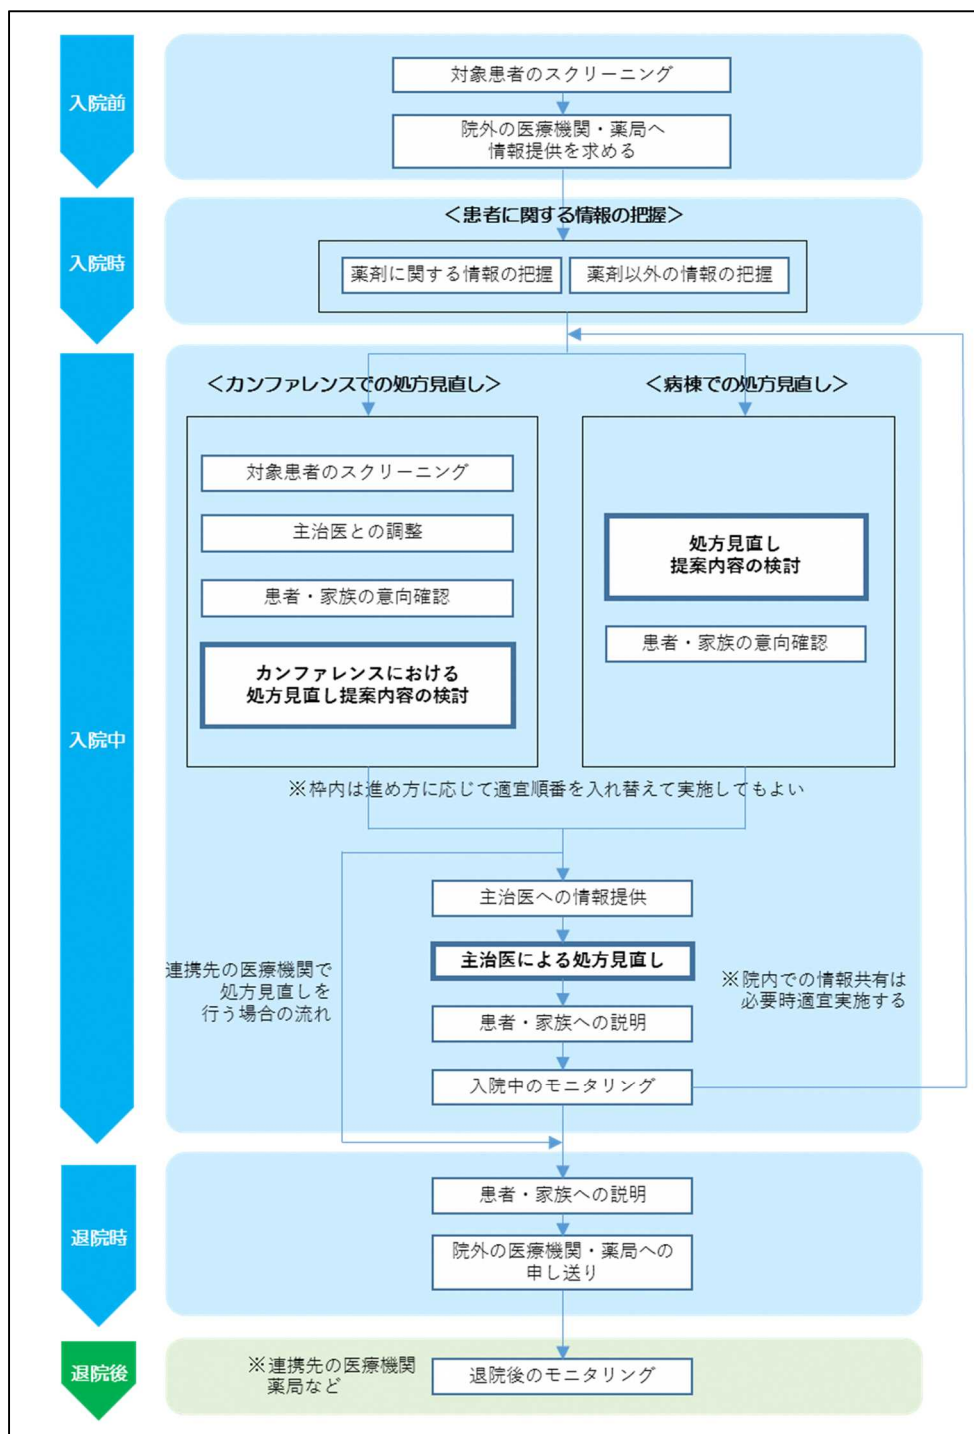 入院前
対象患者のスクリーニング
院外の医療機関・薬局へ
情報提供を求める
入院時
＜患者に関する情報の把握＞
薬剤に関する情報の把握
薬剤以外の情報の把握
入院中
＜カンファレンスでの処方見直し＞
対象患者のスクリーニング
主治医との調整
患者・家族の意向確認
カンファレンスにおける
処方見直し提案内容の検討
＜病棟での処方見直し＞
処方見直し
提案内容の検討
患者・家族の意向確認
※枠内は進め方に応じて適宜順番を入れ替えて実施してもよい
主治医への情報提供
主治医による処方見直し
患者・家族への説明
入院中のモニタリング
連携先の医療機関で
処方見直しを
行う場合の流れ
※院内での情報共有は
必要時適宜実施する
退院時
患者・家族への説明
院外の医療機関・薬局への
申し送り
退院後
※連携先の医療機関
薬局など
退院後のモニタリング